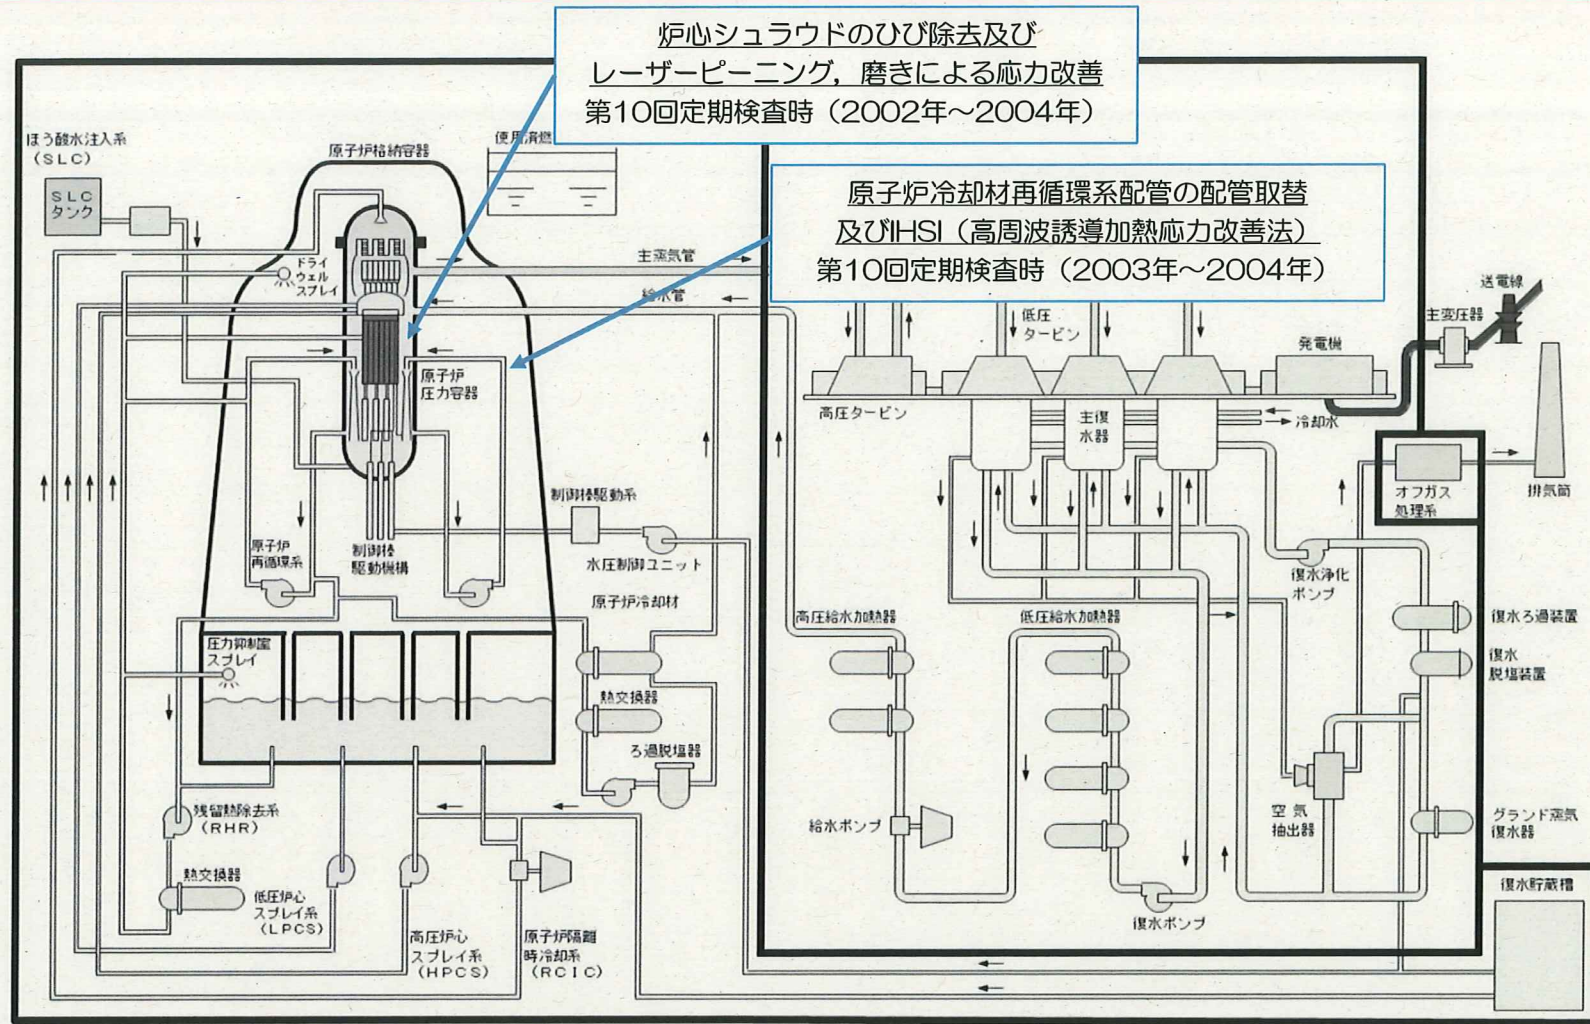 炉心シュラウドのひび除去及び
レーザーピーニング，磨きによる応力改善
第10回定期検査時（2002年～2004年）
原子炉冷却材再循環系配管の配管取替
及びIHSI（高周波誘導加熱応力改善法）
第10回定期検査時（2003年～2004年）
ほう酸水注入系
(SLC)
SLC
タンク
原子炉格納容器
使用済燃
ドライ
ウェル
スプレイ
主蒸気管
給水管
原子炉
圧力容器
低圧
タービン
高圧タービン
発電機
主変圧器
送電線
主復
水器
冷却水
オフガス
処理系
排気筒
制御棒駆動系
原子炉
再循環系
制御棒
駆動機構
水圧制御ユニット
原子炉冷却材
復水浄化
ポンプ
高圧給水加熱器
低圧給水加熱器
復水ろ過装置
復水
脱塩装置
圧力抑制室
スプレイ
熱交換器
ろ過脱塩器
残留熱除去系
(RHR)
給水ポンプ
空気
抽出器
グランド蒸気
復水器
熱交換器
低圧炉心
スプレイ系
(LPCS)
高圧炉心
スプレイ系
(HPCS)
原子炉隔離
時冷却系
(RCIC)
復水ポンプ
復水貯蔵槽